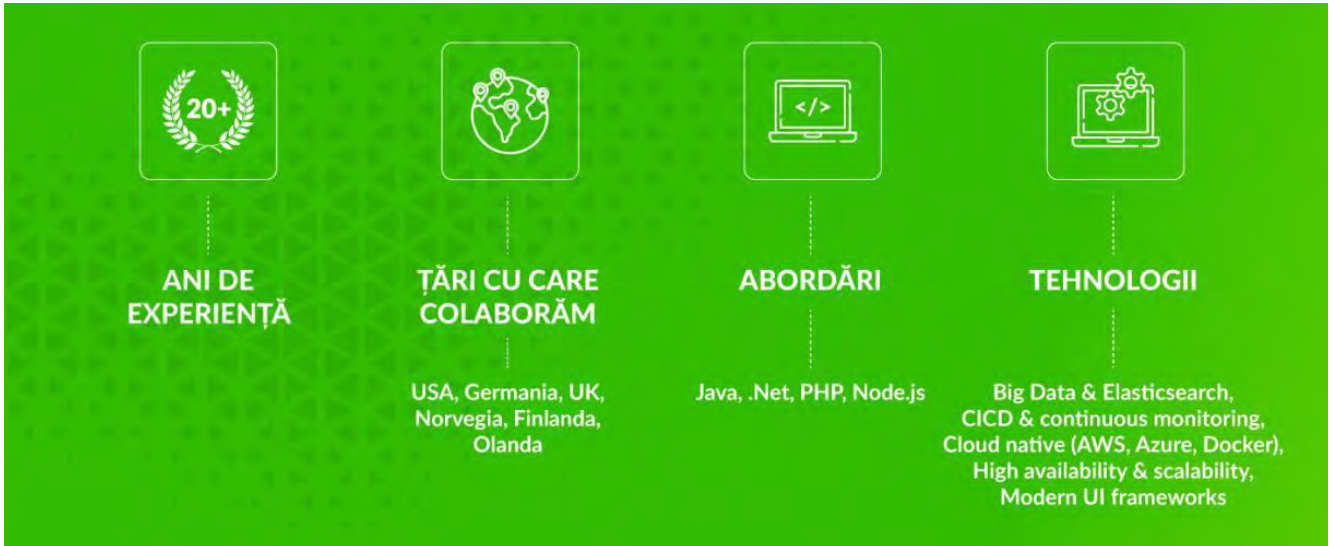 20+
ANI DE
EXPERIENȚĂ
ȚĂRI CU CARE
COLABORĂM
USA, Germania, UK,
Norvegia, Finlanda,
Olanda
</>
ABORDĂRI
Java, .Net, PHP, Node.js
TEHNOLOGII
Big Data & Elasticsearch,
CICD & continuous monitoring,
Cloud native (AWS, Azure, Docker),
High availability & scalability,
Modern UI frameworks